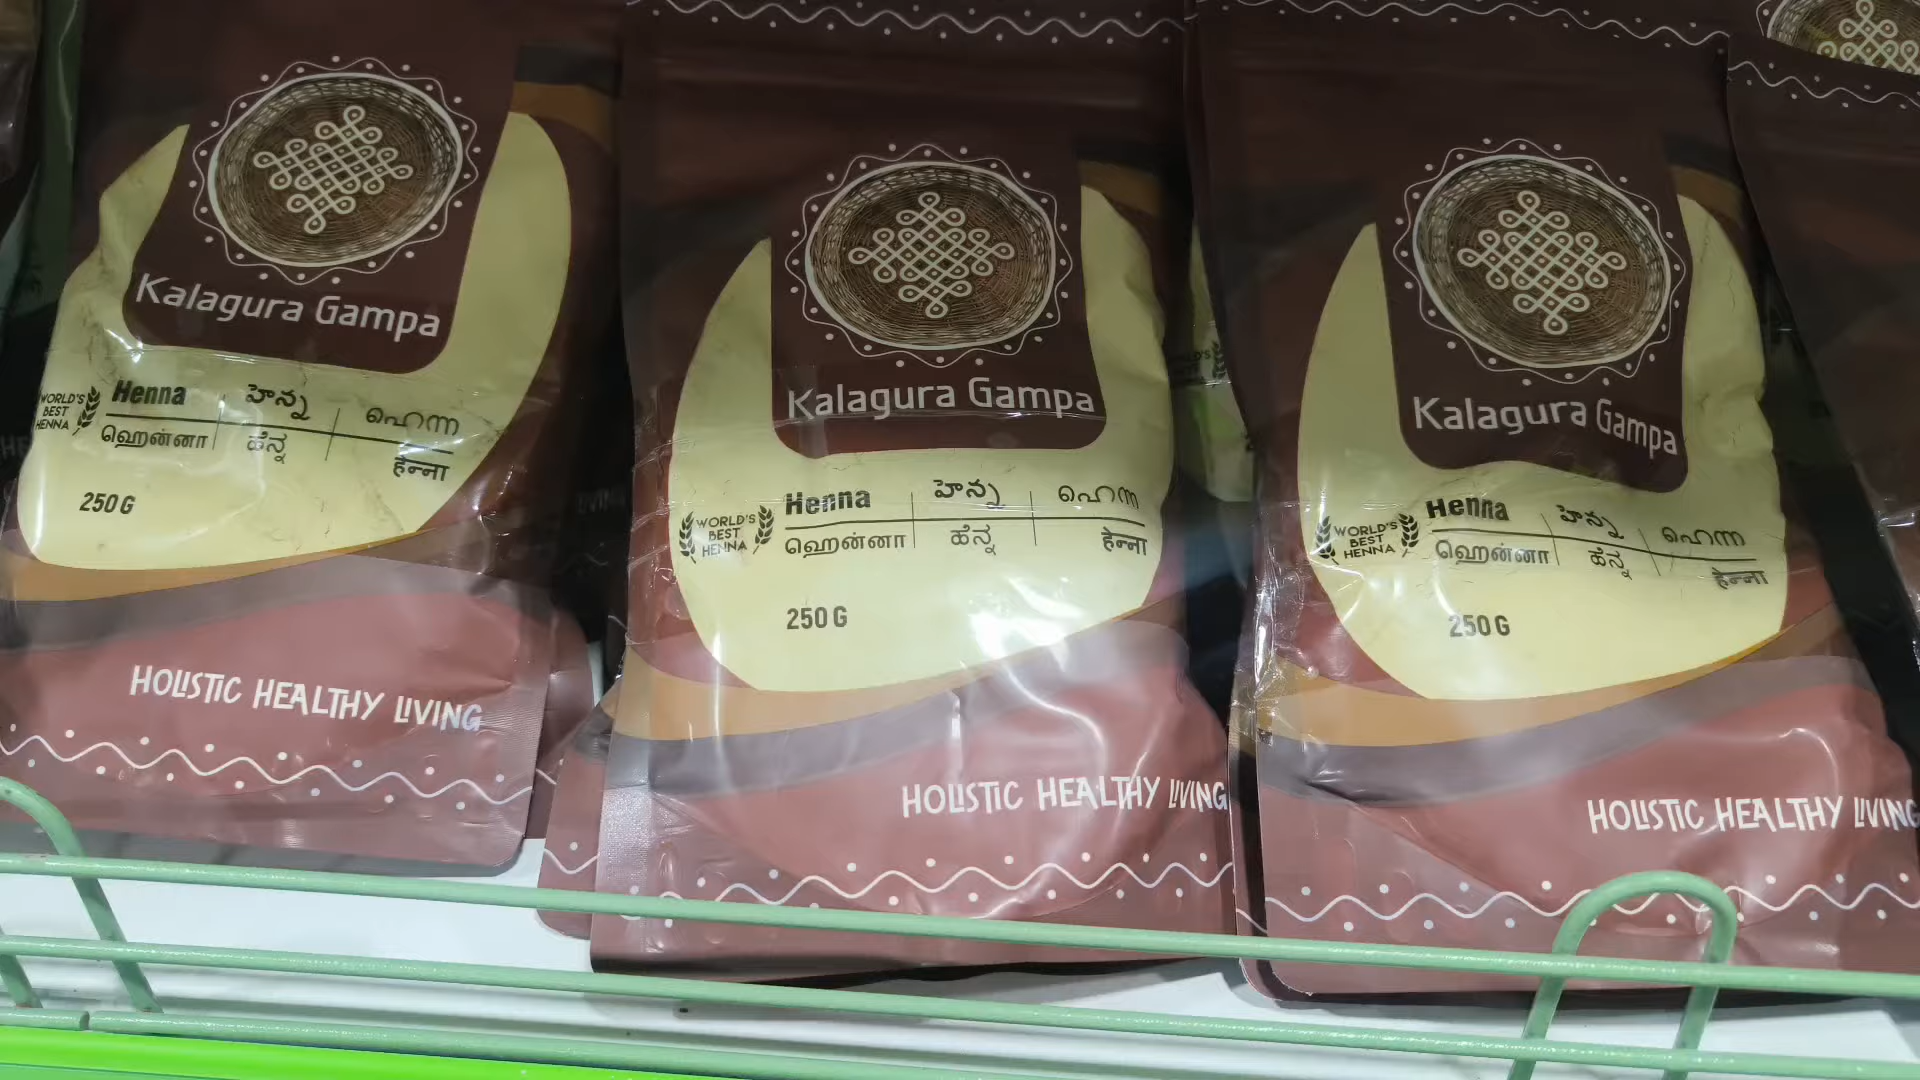 Kalagura Gampa
WORLD'S
BEST
HENNA
Henna హెన్న ഹെന്ന
ஹென்னா ಹೆನ್ನ हेन्ना
250 G
HOLISTIC HEALTHY LIVING
Kalagura Gampa
WORLD'S
BEST
HENNA
Henna హెన్న ഹെന്ന
ஹென்னா ಹೆನ್ನ हेन्ना
250 G
HOLISTIC HEALTHY LIVING
Kalagura Gampa
WORLD'S
BEST
HENNA
Henna హెన్న ഹെന്ന
ஹென்னா ಹೆನ್ನ हेन्ना
250 G
HOLISTIC HEALTHY LIVING